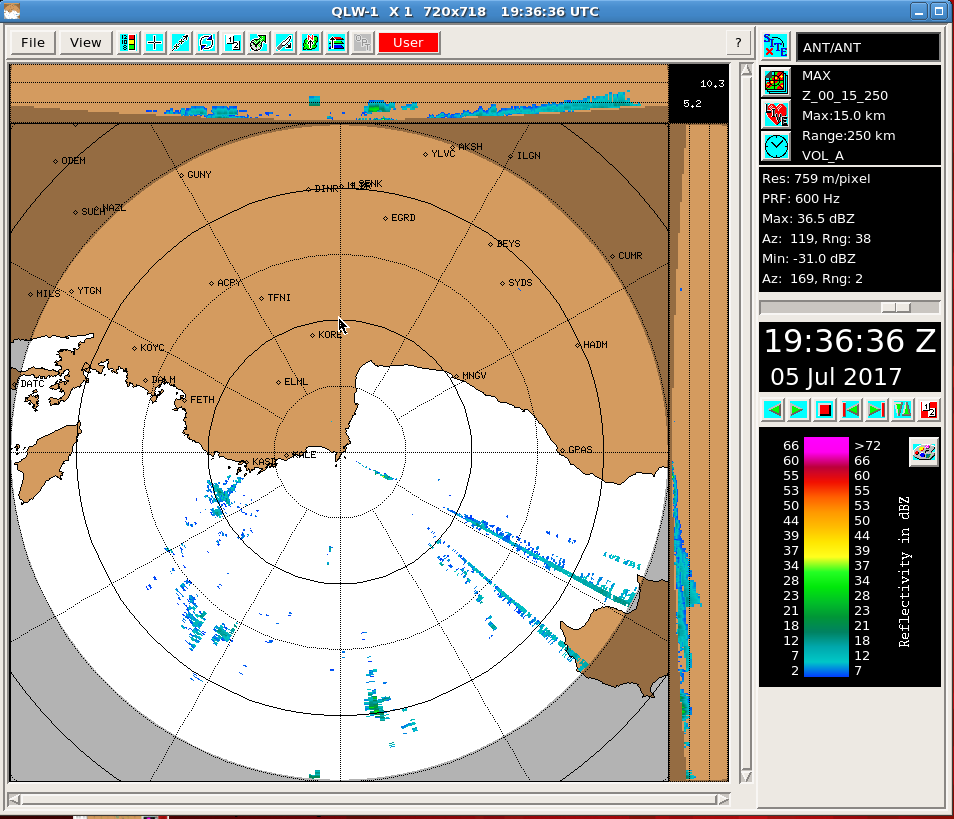 QLW-1 X 1 720x718 19:36:36 UTC
File View User ?
10.3
5.2
ANT/ANT
MAX
Z_00_15_250
Max:15.0 km
Range:250 km
VOL_A
Res: 759 m/pixel
PRF: 600 Hz
Max: 36.5 dBZ
Az: 119, Rng: 38
Min: -31.0 dBZ
Az: 169, Rng: 2
19:36:36 Z
05 Jul 2017
66 >72
60 66
55 60
53 55
50 53
44 50
39 44
37 39
34 37
28 34
23 28
21 23
18 21
12 18
7 12
2 7
Reflectivity in dBZ
AKSH
YLVC
ILGN
ODEM
GUNY
DINR
SENK
NAZL
SULH
EGRD
BEYS
CUMR
ACPY
SYDS
YTGN
MILS
TFNI
KORE
HADM
KOYC
MNGV
DALM
ELML
DATC
FETH
GPAS
KALE
KAS